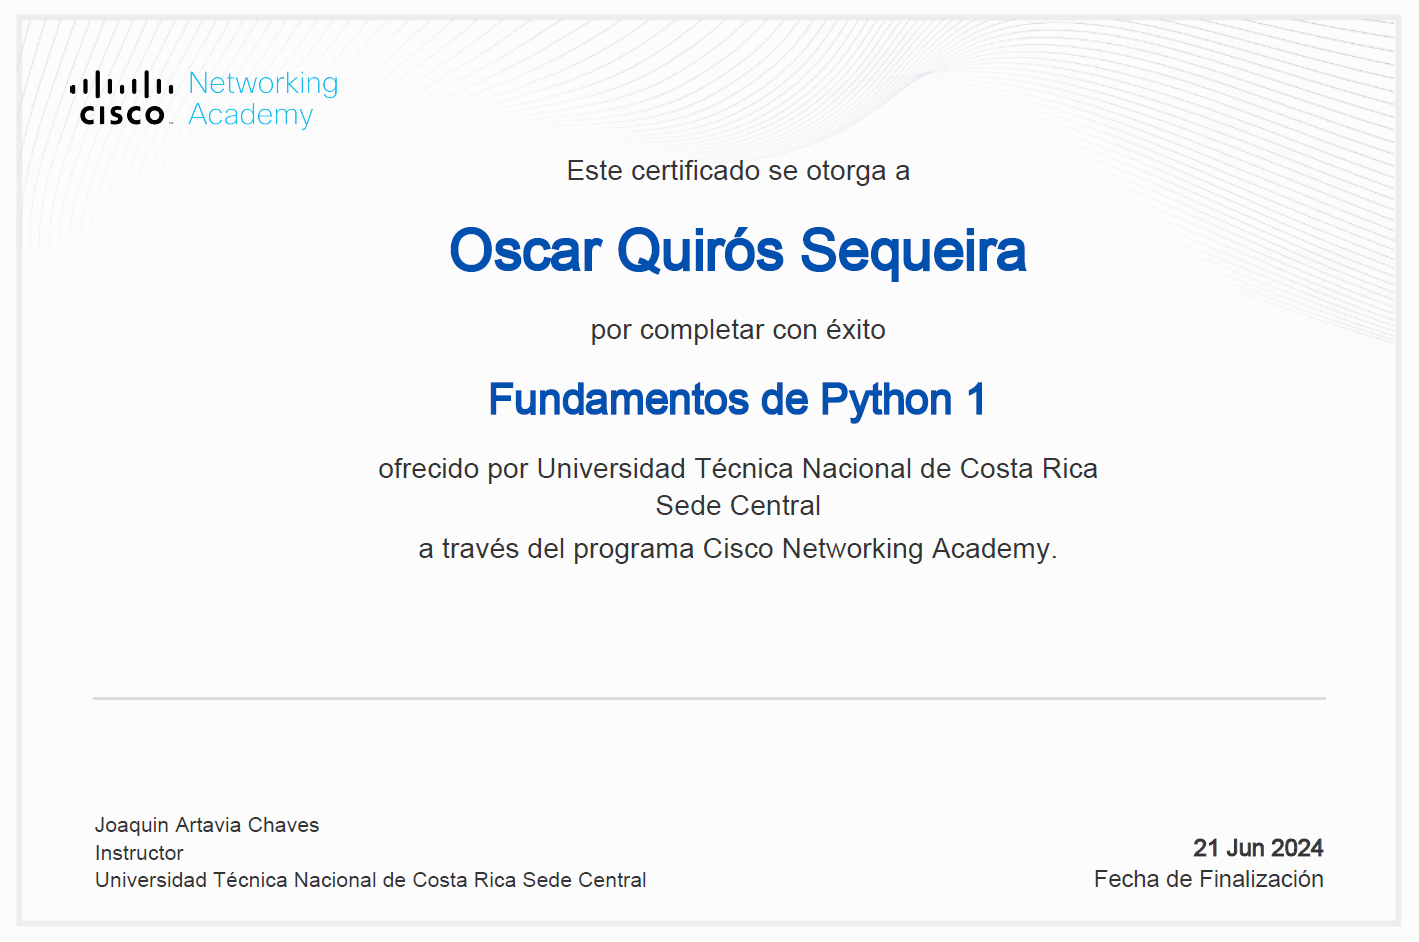 CISCO™ Networking
Academy
Este certificado se otorga a
Oscar Quirós Sequeira
por completar con éxito
Fundamentos de Python 1
ofrecido por Universidad Técnica Nacional de Costa Rica
Sede Central
a través del programa Cisco Networking Academy.
Joaquin Artavia Chaves
Instructor
Universidad Técnica Nacional de Costa Rica Sede Central
21 Jun 2024
Fecha de Finalización